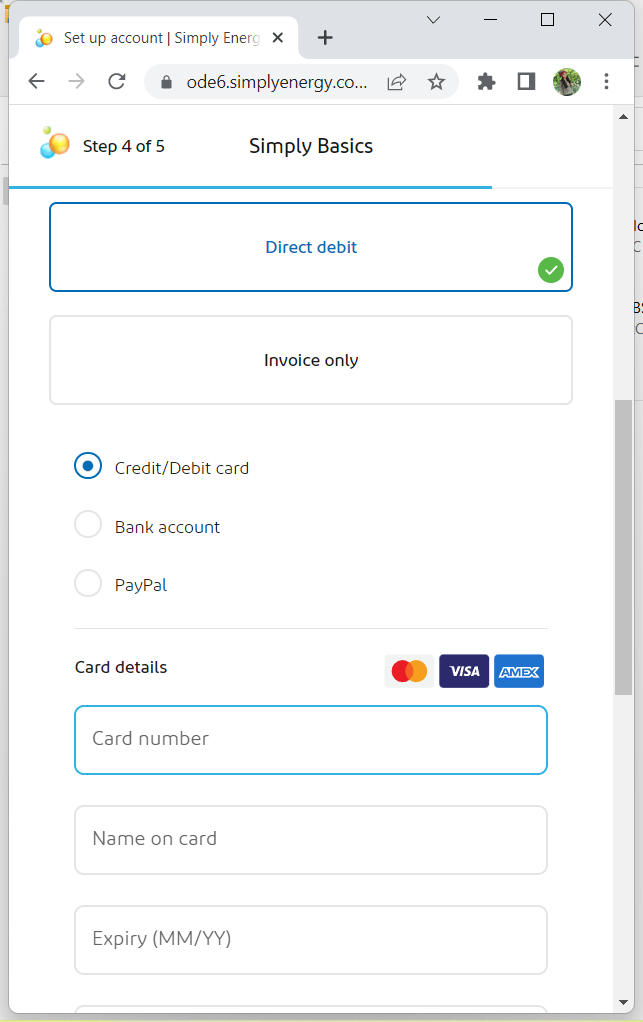 Set up account | Simply Energ
ode6.simplyenergy.co...
Step 4 of 5
Simply Basics
Direct debit
Invoice only
Credit/Debit card
Bank account
PayPal
Card details
VISA
AMEX
Card number
Name on card
Expiry (MM/YY)